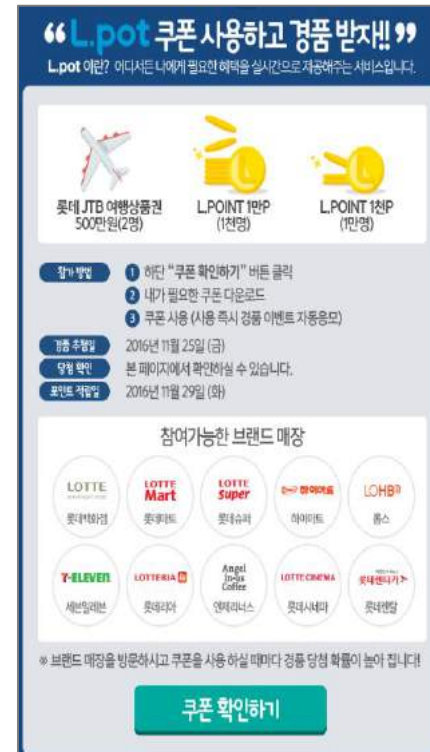 “ L.pot 쿠폰 사용하고 경품 받자!! ”
L.pot 이란? 어디서든 나에게 필요한 혜택을 실시간으로 제공해주는 서비스입니다.
롯데 JTB 여행상품권
500만원(2명)
L.POINT 1만P
(1천명)
L.POINT 1천P
(1만명)
참가 방법
1 하단 “쿠폰 확인하기” 버튼 클릭
2 내가 필요한 쿠폰 다운로드
3 쿠폰 사용 (사용 즉시 경품 이벤트 자동응모)
경품 추첨일 2016년 11월 25일 (금)
당첨 확인 본 페이지에서 확인하실 수 있습니다.
포인트 적립일 2016년 11월 29일 (화)
참여가능한 브랜드 매장
LOTTE
롯데백화점
LOTTE
Mart
롯데마트
LOTTE
Super
롯데슈퍼
하이마트
하이마트
LOHB
롭스
7-ELEVEN
세븐일레븐
LOTTERIA
롯데리아
Angel
in-us
Coffee
엔제리너스
LOTTE CINEMA
롯데시네마
롯데렌터카
롯데렌탈
※ 브랜드 매장을 방문하시고 쿠폰을 사용 하실 때마다 경품 당첨 확률이 높아 집니다!
쿠폰 확인하기